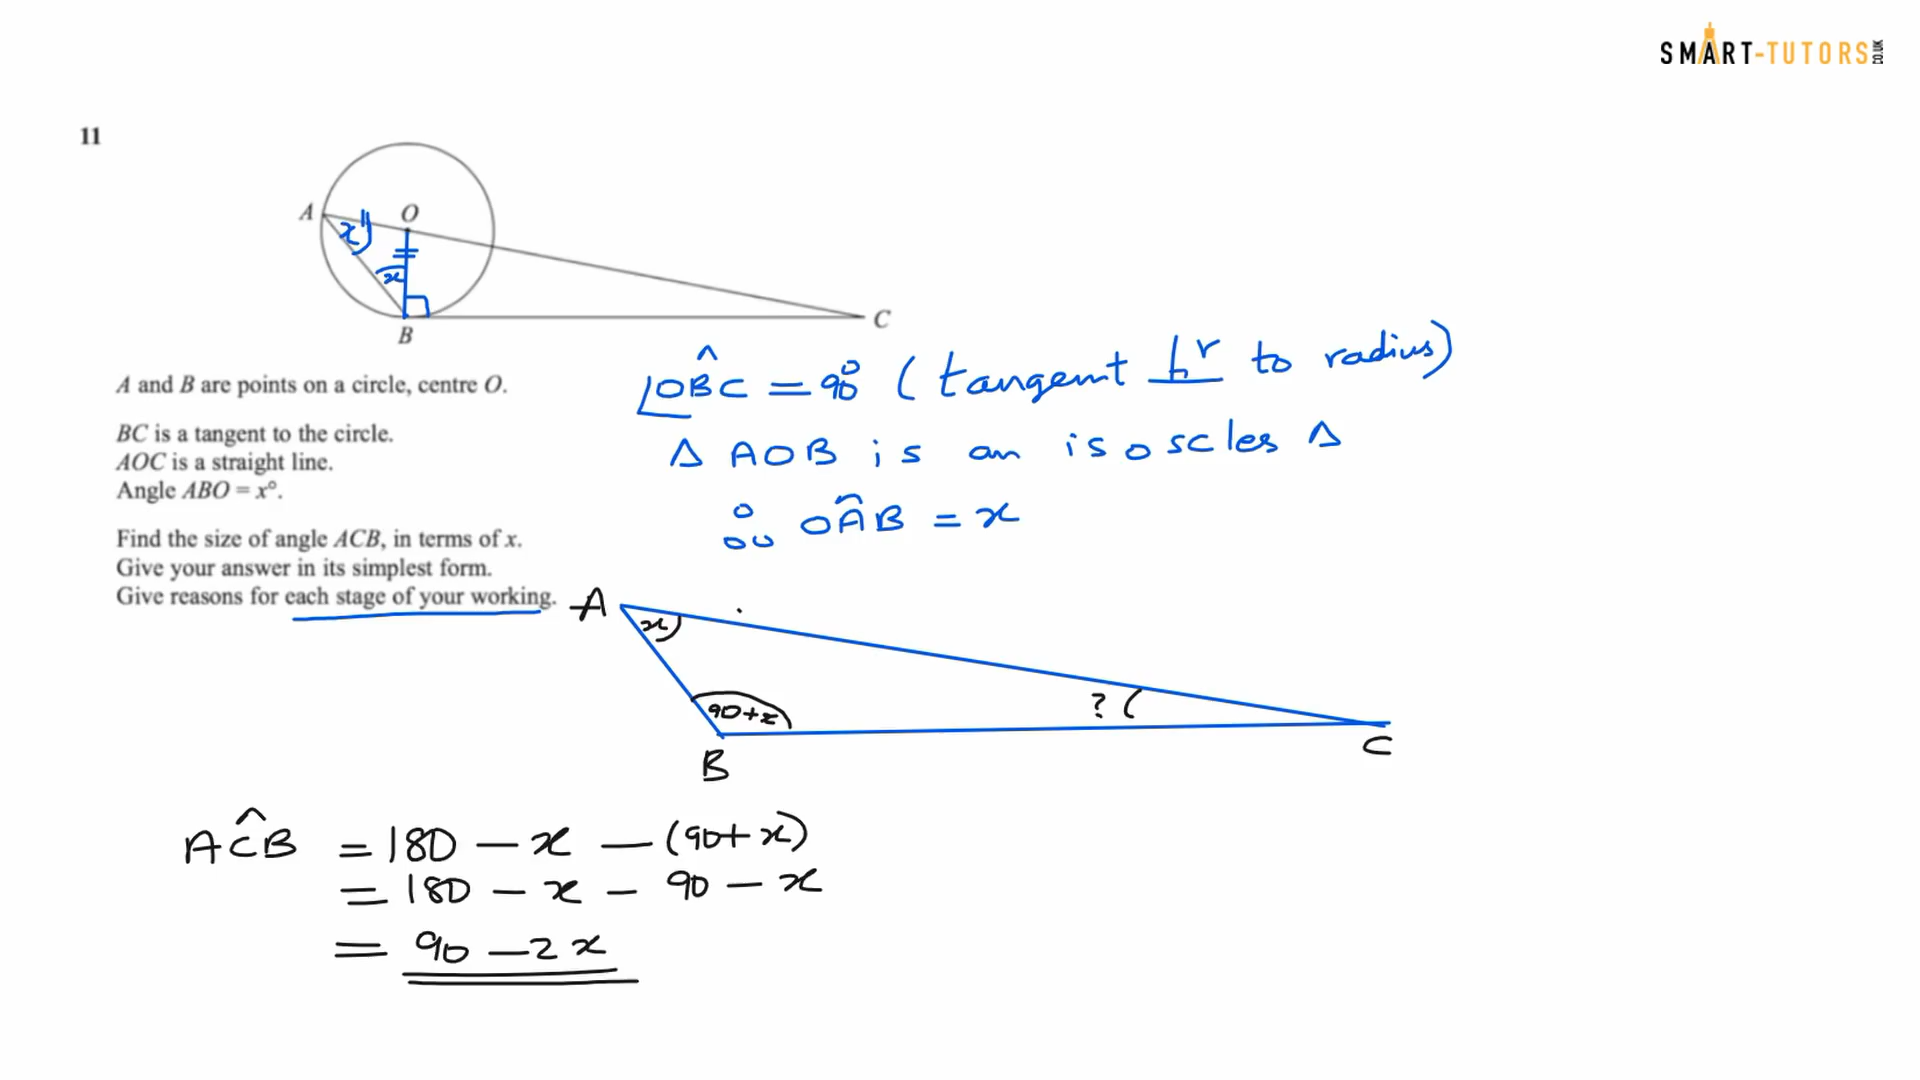 SMART-TUTORS.CO.UK
11
A
O
x
x
B
C
A and B are points on a circle, centre O.
BC is a tangent to the circle.
AOC is a straight line.
Angle ABO = x°.
Find the size of angle ACB, in terms of x.
Give your answer in its simplest form.
Give reasons for each stage of your working.
∠OB̂C = 90° (tangent ⊥r to radius)
Δ AOB is an isoscles Δ
∴ OÂB = x
A
x
90+x
? (
B
C
AĈB = 180 − x − (90+x)
= 180 − x − 90 − x
= 90 − 2x